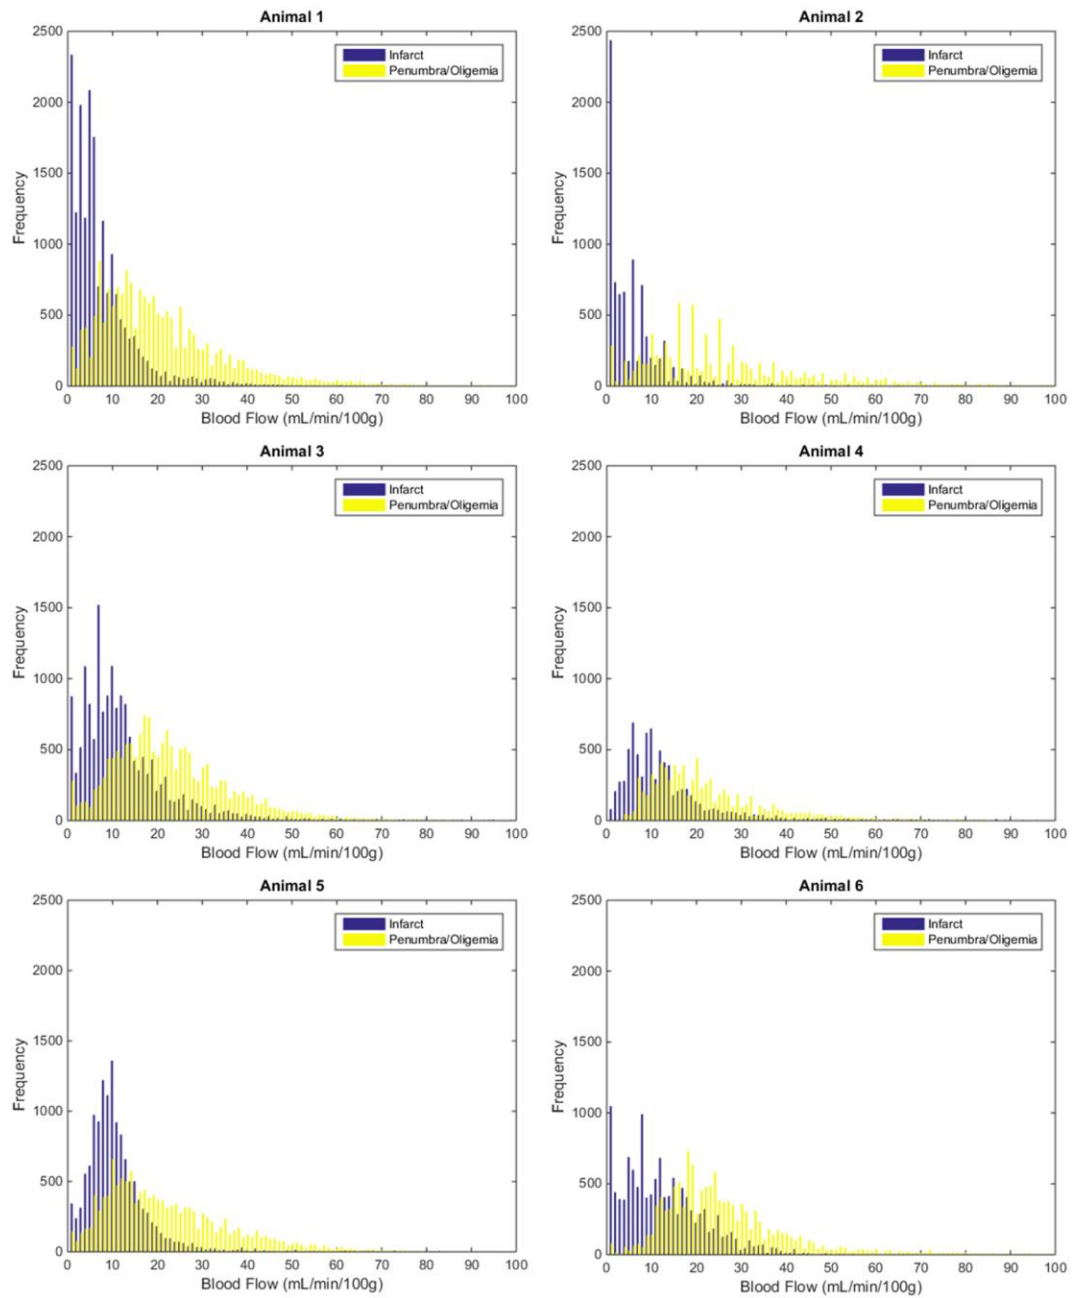 Animal 1
2500
2000
1500
1000
500
0
Frequency
Infarct
Penumbra/Oligemia
0 10 20 30 40 50 60 70 80 90 100
Blood Flow (mL/min/100g)
Animal 2
2500
2000
1500
1000
500
0
Frequency
Infarct
Penumbra/Oligemia
0 10 20 30 40 50 60 70 80 90 100
Blood Flow (mL/min/100g)
Animal 3
2500
2000
1500
1000
500
0
Frequency
Infarct
Penumbra/Oligemia
0 10 20 30 40 50 60 70 80 90 100
Blood Flow (mL/min/100g)
Animal 4
2500
2000
1500
1000
500
0
Frequency
Infarct
Penumbra/Oligemia
0 10 20 30 40 50 60 70 80 90 100
Blood Flow (mL/min/100g)
Animal 5
2500
2000
1500
1000
500
0
Frequency
Infarct
Penumbra/Oligemia
0 10 20 30 40 50 60 70 80 90 100
Blood Flow (mL/min/100g)
Animal 6
2500
2000
1500
1000
500
0
Frequency
Infarct
Penumbra/Oligemia
0 10 20 30 40 50 60 70 80 90 100
Blood Flow (mL/min/100g)